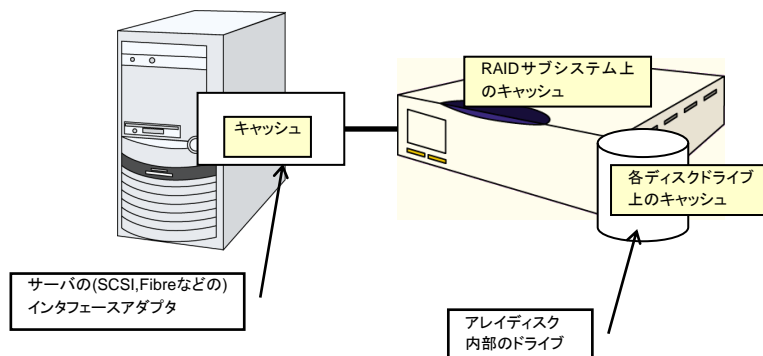 RAIDサブシステム上
のキャッシュ
キャッシュ
各ディスクドライブ
上のキャッシュ
サーバの(SCSI,Fibreなどの)
インタフェースアダプタ
アレイディスク
内部のドライブ